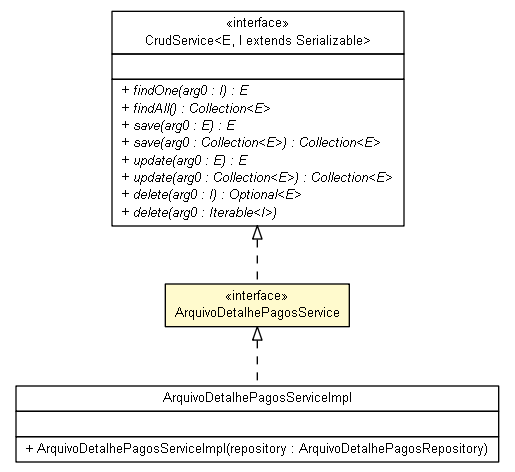 «interface»
CrudService<E, I extends Serializable>
+ findOne(arg0 : I) : E
+ findAll() : Collection<E>
+ save(arg0 : E) : E
+ save(arg0 : Collection<E>) : Collection<E>
+ update(arg0 : E) : E
+ update(arg0 : Collection<E>) : Collection<E>
+ delete(arg0 : I) : Optional<E>
+ delete(arg0 : Iterable<I>)
«interface»
ArquivoDetalhePagosService
ArquivoDetalhePagosServiceImpl
+ ArquivoDetalhePagosServiceImpl(repository : ArquivoDetalhePagosRepository)